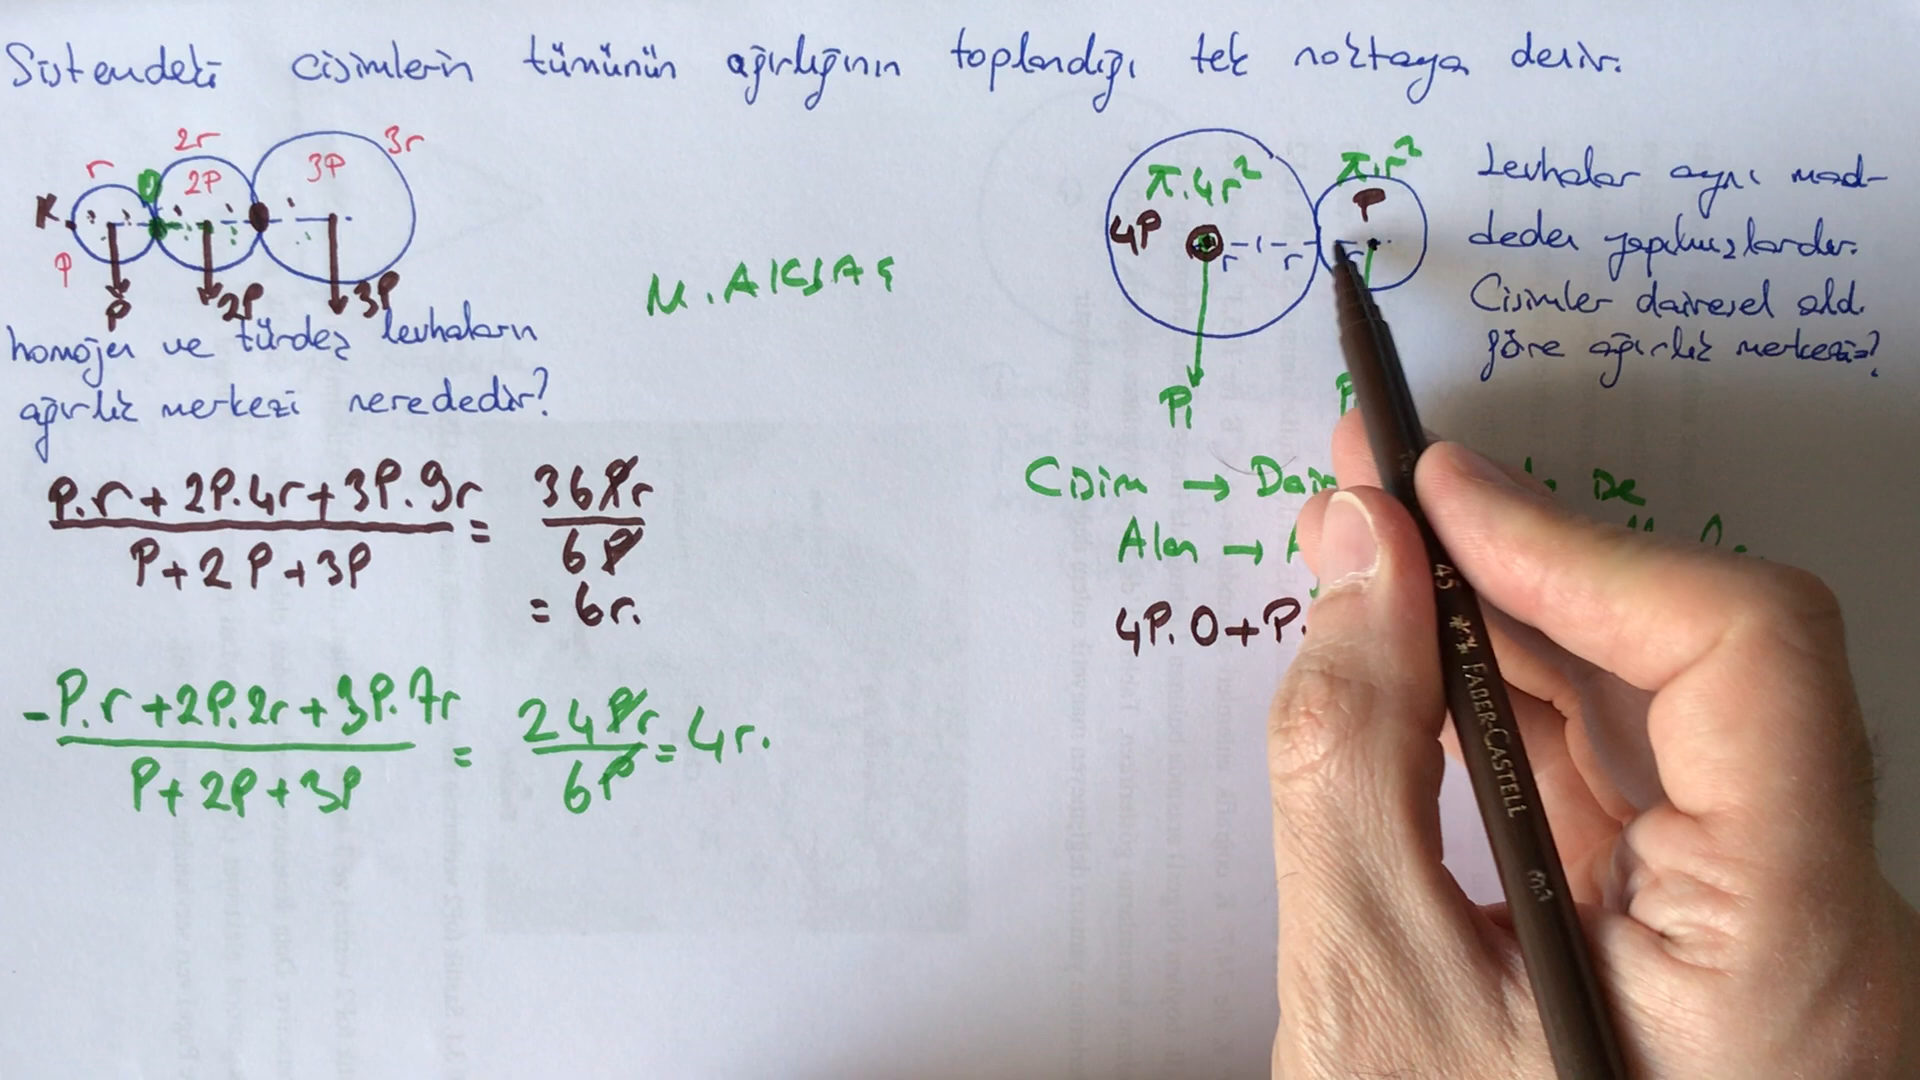 Sistemdeki cisimlerin tümünün ağırlığının toplandığı tek noktaya denir.
r 2r 3r
2P 3P
K O
P
P 2P 3P
homojen ve türdeş levhaların
ağırlık merkezi nerededir?
P.r + 2P.4r + 3P.9r = 36Pr
P + 2P + 3P 6P
= 6r.
-P.r + 2P.2r + 3P.7r = 24Pr = 4r.
P + 2P + 3P 6P
M. AKSAÇ
π.4r² π.r²
4P P
r r r
P₁ P
Levhalar aynı mad-
deden yapılmışlardır.
Cisimler dairesel old.
göre ağırlık merkezi=?
Cisim →
Alan →
4P.0 + P.
FABER-CASTELL